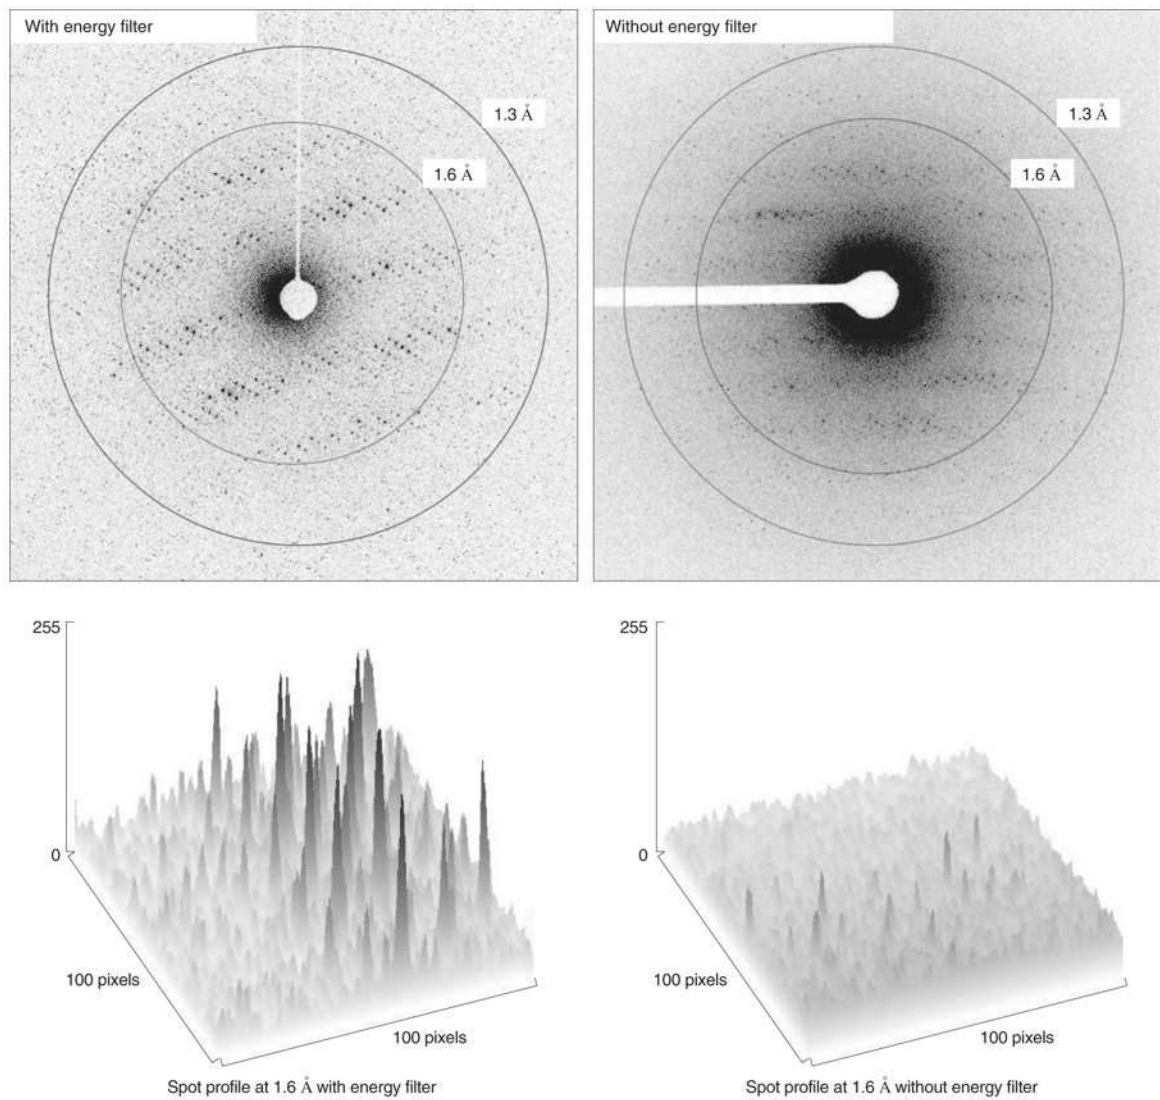 With energy filter
1.3 Å
1.6 Å
Without energy filter
1.3 Å
1.6 Å
255
0
100 pixels
100 pixels
Spot profile at 1.6 Å with energy filter
255
0
100 pixels
100 pixels
Spot profile at 1.6 Å without energy filter